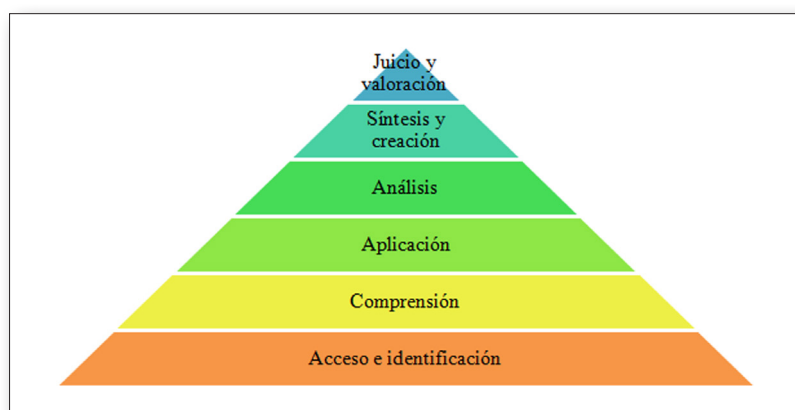 Juicio y
valoración
Síntesis y
creación
Análisis
Aplicación
Comprensión
Acceso e identificación